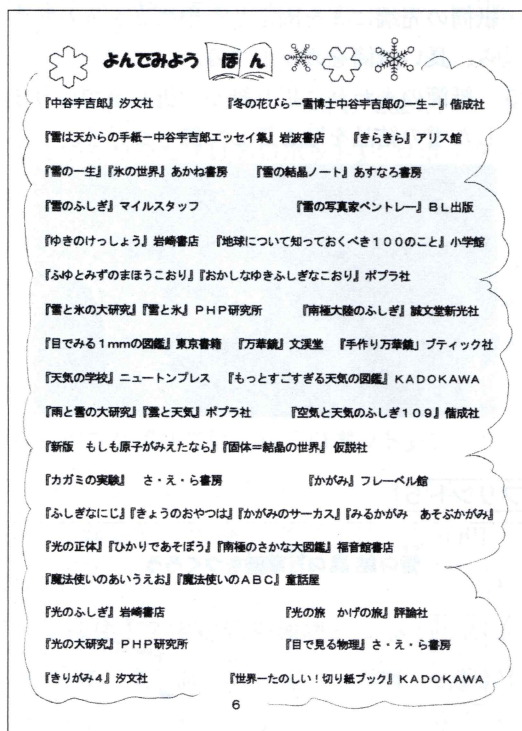 よんでみよう ほん
『中谷宇吉郎』汐文社 『冬の花びらー雪博士中谷宇吉郎の一生ー』偕成社
『雪は天からの手紙ー中谷宇吉郎エッセイ集』岩波書店 『きらきら』アリス館
『雪の一生』『氷の世界』あかね書房 『雪の結晶ノート』あすなろ書房
『雪のふしぎ』マイルスタッフ 『雪の写真家ベントレー』ＢＬ出版
『ゆきのけっしょう』岩崎書店 『地球について知っておくべき１００のこと』小学館
『ふゆとみずのまほうこおり』『おかしなゆきふしぎなこおり』ポプラ社
『雪と氷の大研究』『雪と氷』ＰＨＰ研究所 『南極大陸のふしぎ』誠文堂新光社
『目でみる１mmの図鑑』東京書籍 『万華鏡』文溪堂 『手作り万華鏡」ブティック社
『天気の学校』ニュートンプレス 『もっとすごすぎる天気の図鑑』ＫＡＤＯＫＡＷＡ
『雨と雪の大研究』『雲と天気』ポプラ社 『空気と天気のふしぎ１０９』偕成社
『新版 もしも原子がみえたなら』『固体＝結晶の世界』仮説社
『カガミの実験』 さ・え・ら書房 『かがみ』フレーベル館
『ふしぎなにじ』『きょうのおやつは』『かがみのサーカス』『みるかがみ あそぶかがみ』
『光の正体』『ひかりであそぼう』『南極のさかな大図鑑』福音館書店
『魔法使いのあいうえお』『魔法使いのＡＢＣ』童話屋
『光のふしぎ』岩崎書店 『光の旅 かげの旅』評論社
『光の大研究』ＰＨＰ研究所 『目で見る物理』さ・え・ら書房
『きりがみ４』汐文社 『世界一たのしい！切り紙ブック』ＫＡＤＯＫＡＷＡ
6